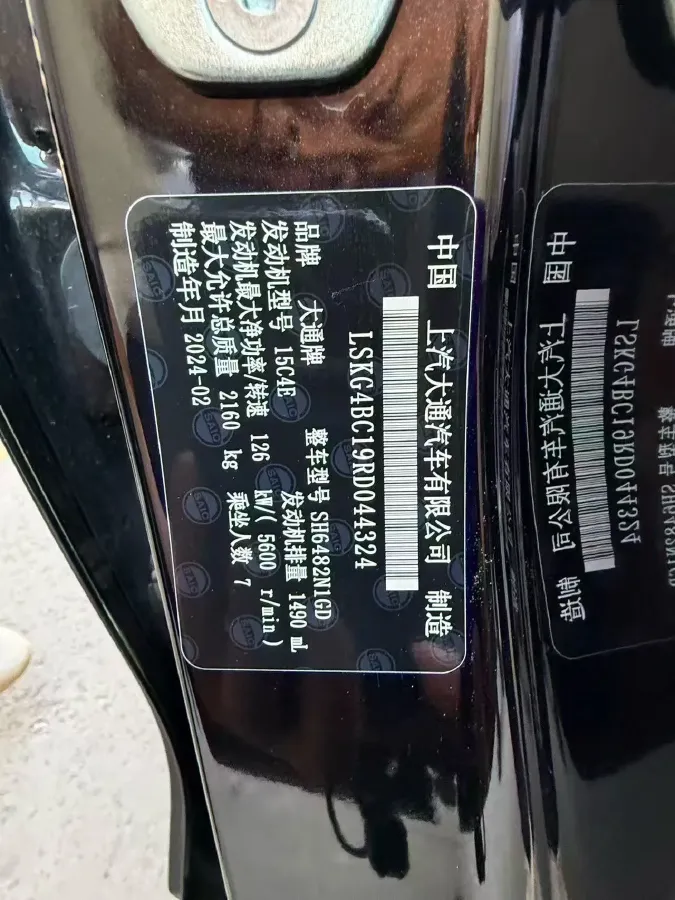 中国 上汽大通汽车有限公司 制造
LSKG4BC19RD044324
品牌 大通牌 整车型号 SH6482N1GD
发动机型号 15C4E 发动机排量 1490 mL
发动机最大净功率/转速 126 kW/( 5600 r/min)
最大允许总质量 2160 kg 乘坐人数 7
制造年月 2024-02
SAIC